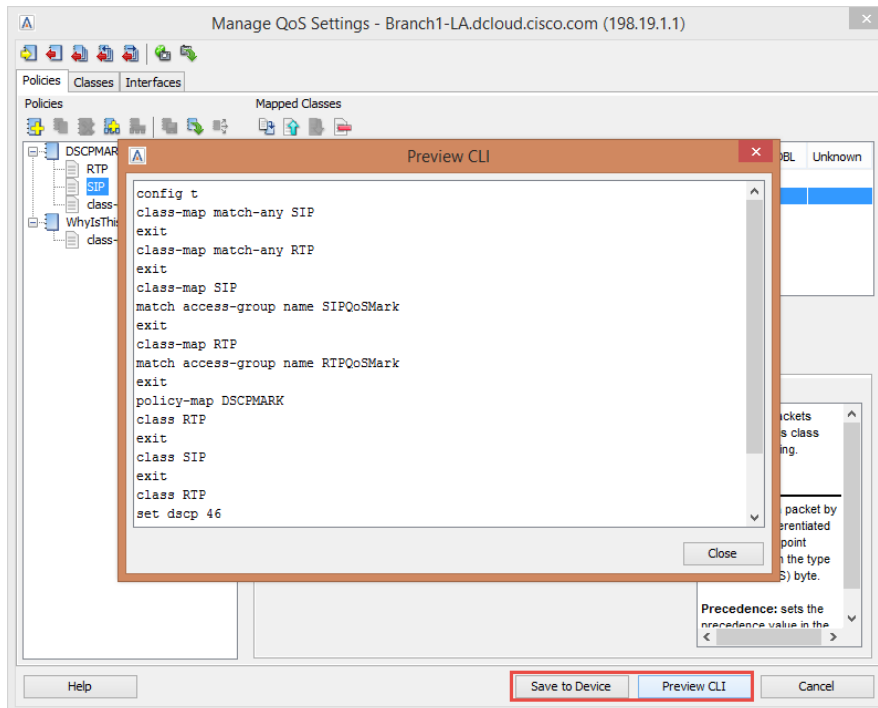 Manage QoS Settings - Branch1-LA.dcloud.cisco.com (198.19.1.1)
Policies Classes Interfaces
Policies
Mapped Classes
DSCPMAR
RTP
SIP
class-
WhyIsThi
class-
DBL Unknown
Preview CLI
config t
class-map match-any SIP
exit
class-map match-any RTP
exit
class-map SIP
match access-group name SIPQoSMark
exit
class-map RTP
match access-group name RTPQoSMark
exit
policy-map DSCPMARK
class RTP
exit
class SIP
exit
class RTP
set dscp 46
Close
ackets
s class
ing.
packet by
erentiated
point
the type
S) byte.
Precedence: sets the
precedence value in the
Help
Save to Device
Preview CLI
Cancel